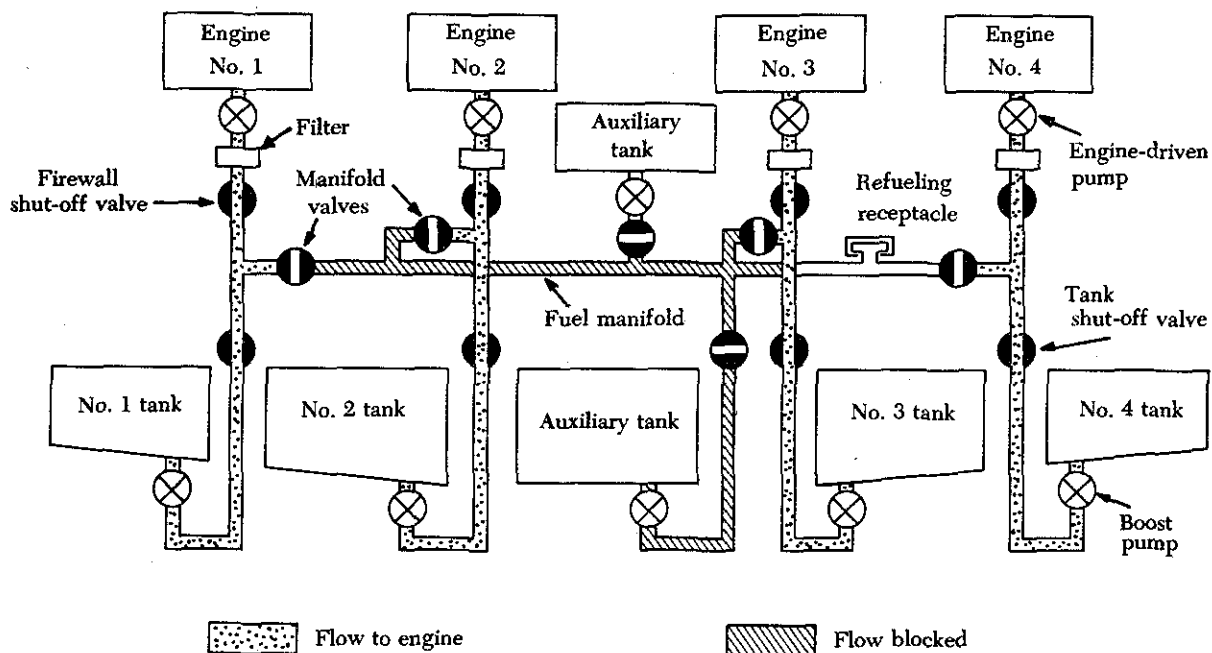 Engine
No. 1
Engine
No. 2
Engine
No. 3
Engine
No. 4
Auxiliary
tank
Filter
Engine-driven
pump
Firewall
shut-off valve
Manifold
valves
Refueling
receptacle
Fuel manifold
Tank
shut-off valve
No. 1 tank
No. 2 tank
Auxiliary tank
No. 3 tank
No. 4 tank
Boost
pump
Flow to engine
Flow blocked